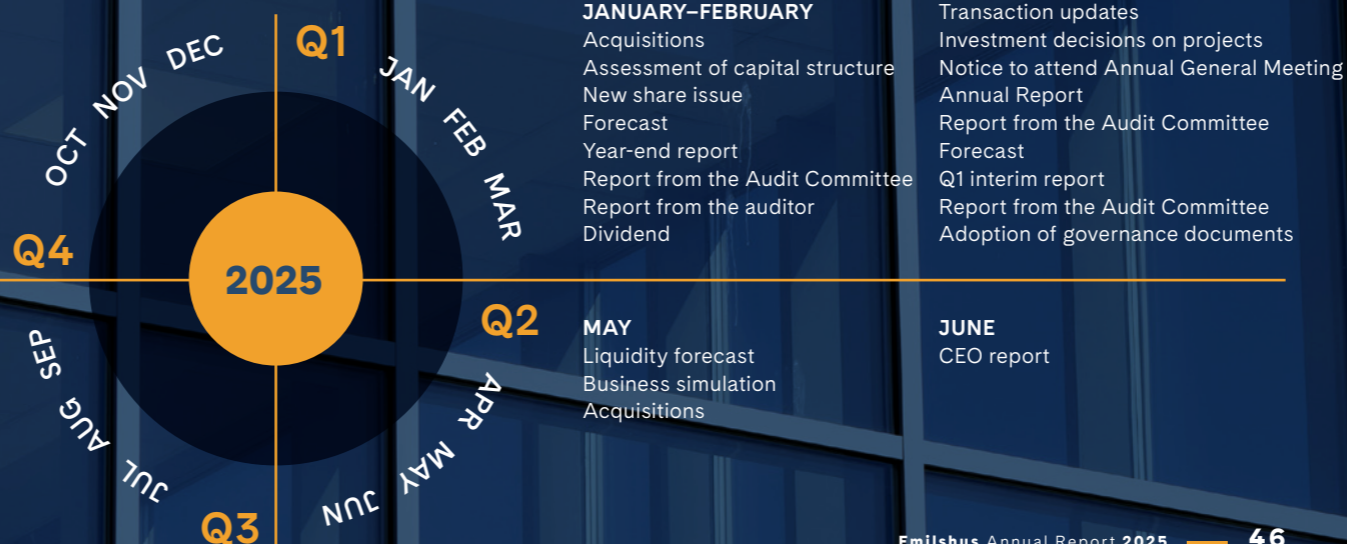 Q1
JAN
FEB
MAR
Q2
APR
MAY
JUN
Q3
JUL
AUG
SEP
Q4
OCT
NOV
DEC
2025
JANUARY–FEBRUARY
Acquisitions
Assessment of capital structure
New share issue
Forecast
Year-end report
Report from the Audit Committee
Report from the auditor
Dividend
Transaction updates
Investment decisions on projects
Notice to attend Annual General Meeting
Annual Report
Report from the Audit Committee
Forecast
Q1 interim report
Report from the Audit Committee
Adoption of governance documents
MAY
Liquidity forecast
Business simulation
Acquisitions
JUNE
CEO report
Emilshus Annual Report 2025 46